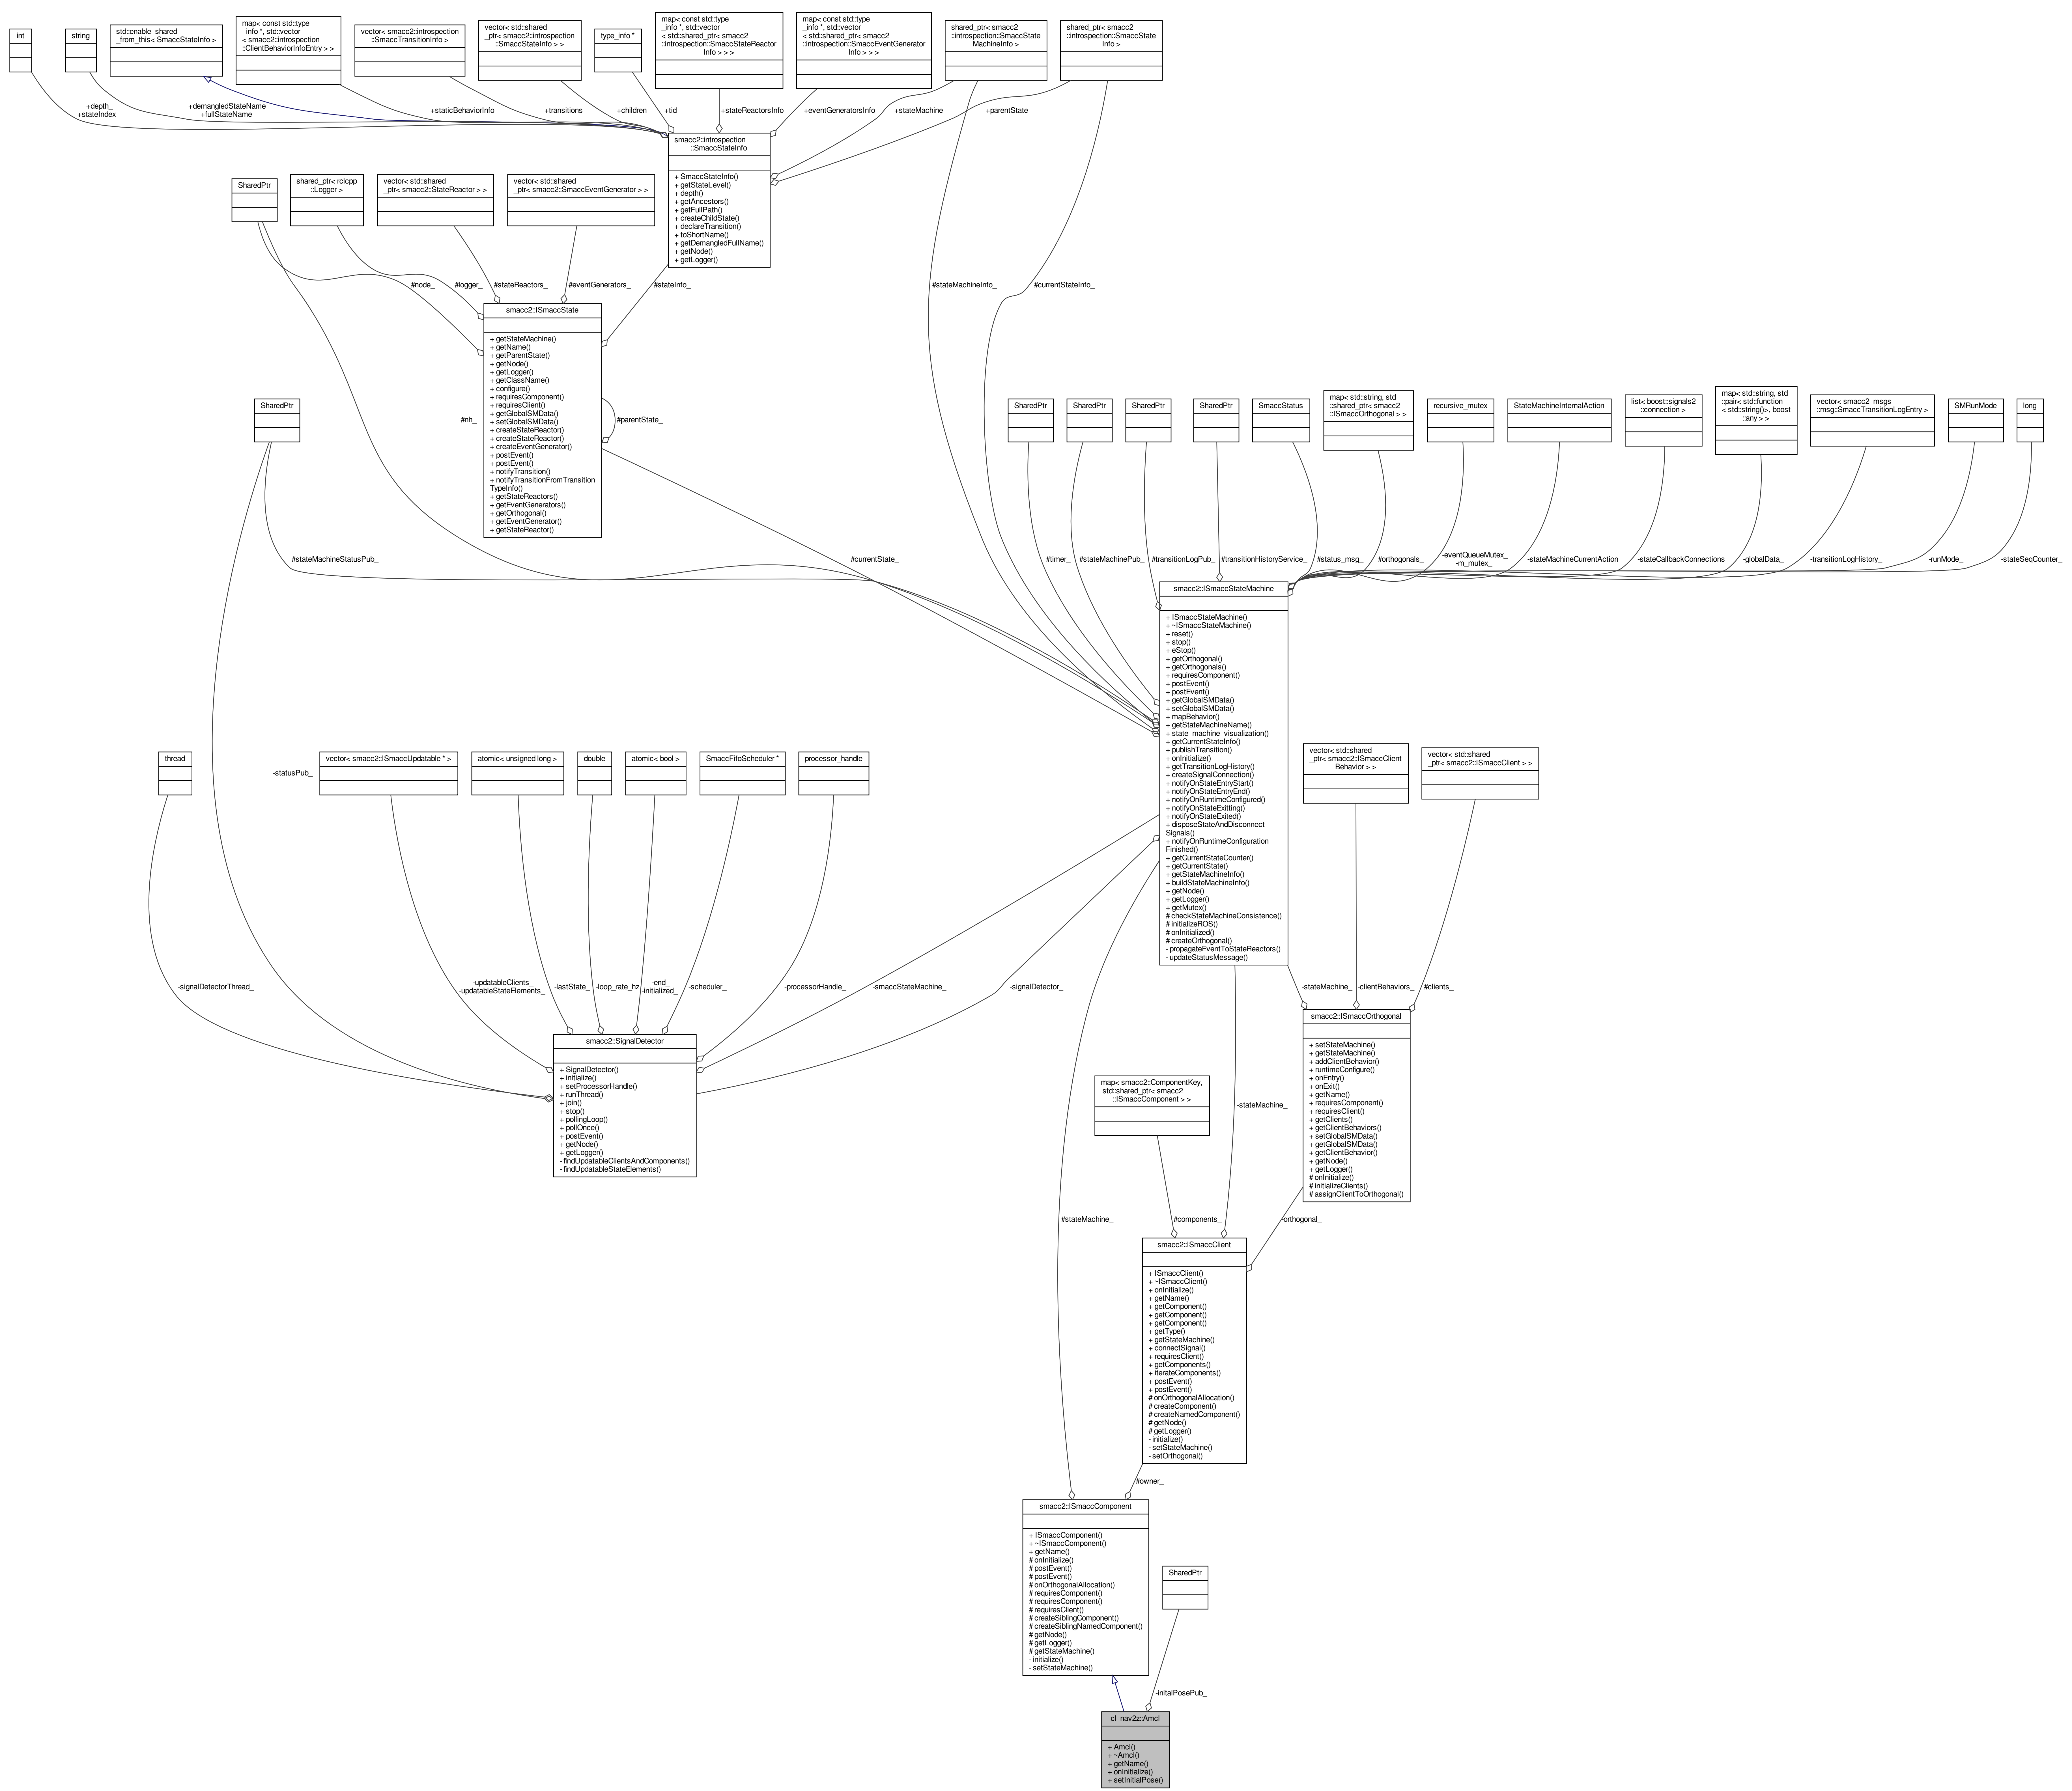 int
string
std::enable_shared
_from_this< SmaccStateInfo >
map< const std::type
_info *, std::vector
< smacc2::introspection
::ClientBehaviorInfoEntry > >
vector< smacc2::introspection
::SmaccTransitionInfo >
vector< std::shared
_ptr< smacc2::introspection
::SmaccStateInfo > >
type_info *
map< const std::type
_info *, std::vector
< std::shared_ptr< smacc2
::introspection::SmaccStateReactor
Info > > >
map< const std::type
_info *, std::vector
< std::shared_ptr< smacc2
::introspection::SmaccEventGenerator
Info > > >
shared_ptr< smacc2
::introspection::SmaccState
MachineInfo >
shared_ptr< smacc2
::introspection::SmaccState
Info >
+depth_
+stateIndex_
+demangledStateName
+fullStateName
+staticBehaviorInfo
+transitions_
+children_
+tid_
+stateReactorsInfo
+eventGeneratorsInfo
+stateMachine_
+parentState_
smacc2::introspection
::SmaccStateInfo
+ SmaccStateInfo()
+ getStateLevel()
+ depth()
+ getAncestors()
+ getFullPath()
+ createChildState()
+ declareTransition()
+ toShortName()
+ getDemangledFullName()
+ getNode()
+ getLogger()
SharedPtr
shared_ptr< rclcpp
::Logger >
vector< std::shared
_ptr< smacc2::StateReactor > >
vector< std::shared
_ptr< smacc2::SmaccEventGenerator > >
#node_
#logger_
#stateReactors_
#eventGenerators_
#stateInfo_
#stateMachineInfo_
#currentStateInfo_
smacc2::ISmaccState
+ getStateMachine()
+ getName()
+ getParentState()
+ getNode()
+ getLogger()
+ getClassName()
+ configure()
+ requiresComponent()
+ requiresClient()
+ getGlobalSMData()
+ setGlobalSMData()
+ createStateReactor()
+ createStateReactor()
+ createEventGenerator()
+ postEvent()
+ postEvent()
+ notifyTransition()
+ notifyTransitionFromTransition
TypeInfo()
+ getStateReactors()
+ getEventGenerators()
+ getOrthogonal()
+ getEventGenerator()
+ getStateReactor()
#parentState_
#nh_
SharedPtr
SharedPtr
SharedPtr
SharedPtr
SharedPtr
SmaccStatus
map< std::string, std
::shared_ptr< smacc2
::ISmaccOrthogonal > >
recursive_mutex
StateMachineInternalAction
list< boost::signals2
::connection >
map< std::string, std
::pair< std::function
< std::string()>, boost
::any > >
vector< smacc2_msgs
::msg::SmaccTransitionLogEntry >
SMRunMode
long
#stateMachineStatusPub_
#currentState_
#timer_
#stateMachinePub_
#transitionLogPub_
#transitionHistoryService_
#status_msg_
#orthogonals_
-eventQueueMutex_
-m_mutex_
-stateMachineCurrentAction
-stateCallbackConnections
-globalData_
-transitionLogHistory_
-runMode_
-stateSeqCounter_
smacc2::ISmaccStateMachine
+ ISmaccStateMachine()
+ ~ISmaccStateMachine()
+ reset()
+ stop()
+ eStop()
+ getOrthogonal()
+ getOrthogonals()
+ requiresComponent()
+ postEvent()
+ postEvent()
+ getGlobalSMData()
+ setGlobalSMData()
+ mapBehavior()
+ getStateMachineName()
+ state_machine_visualization()
+ getCurrentStateInfo()
+ publishTransition()
+ onInitialize()
+ getTransitionLogHistory()
+ createSignalConnection()
+ notifyOnStateEntryStart()
+ notifyOnStateEntryEnd()
+ notifyOnRuntimeConfigured()
+ notifyOnStateExitting()
+ notifyOnStateExited()
+ disposeStateAndDisconnect
Signals()
+ notifyOnRuntimeConfiguration
Finished()
+ getCurrentStateCounter()
+ getCurrentState()
+ getStateMachineInfo()
+ buildStateMachineInfo()
+ getNode()
+ getLogger()
+ getMutex()
# checkStateMachineConsistence()
# initializeROS()
# onInitialized()
# createOrthogonal()
- propagateEventToStateReactors()
- updateStatusMessage()
thread
-statusPub_
vector< smacc2::ISmaccUpdatable * >
atomic< unsigned long >
double
atomic< bool >
SmaccFifoScheduler *
processor_handle
vector< std::shared
_ptr< smacc2::ISmaccClient
Behavior > >
vector< std::shared
_ptr< smacc2::ISmaccClient > >
-signalDetectorThread_
-updatableClients_
-updatableStateElements_
-lastState_
-loop_rate_hz
-end_
-initialized_
-scheduler_
-processorHandle_
-smaccStateMachine_
-signalDetector_
-stateMachine_
-clientBehaviors_
#clients_
smacc2::SignalDetector
+ SignalDetector()
+ initialize()
+ setProcessorHandle()
+ runThread()
+ join()
+ stop()
+ pollingLoop()
+ pollOnce()
+ postEvent()
+ getNode()
+ getLogger()
- findUpdatableClientsAndComponents()
- findUpdatableStateElements()
smacc2::ISmaccOrthogonal
+ setStateMachine()
+ getStateMachine()
+ addClientBehavior()
+ runtimeConfigure()
+ onEntry()
+ onExit()
+ getName()
+ requiresComponent()
+ requiresClient()
+ getClients()
+ getClientBehaviors()
+ setGlobalSMData()
+ getGlobalSMData()
+ getClientBehavior()
+ getNode()
+ getLogger()
# onInitialize()
# initializeClients()
# assignClientToOrthogonal()
map< smacc2::ComponentKey,
std::shared_ptr< smacc2
::ISmaccComponent > >
-stateMachine_
#stateMachine_
#components_
-orthogonal_
smacc2::ISmaccClient
+ ISmaccClient()
+ ~ISmaccClient()
+ onInitialize()
+ getName()
+ getComponent()
+ getComponent()
+ getComponent()
+ getType()
+ getStateMachine()
+ connectSignal()
+ requiresClient()
+ getComponents()
+ iterateComponents()
+ postEvent()
+ postEvent()
# onOrthogonalAllocation()
# createComponent()
# createNamedComponent()
# getNode()
# getLogger()
- initialize()
- setStateMachine()
- setOrthogonal()
#owner_
smacc2::ISmaccComponent
+ ISmaccComponent()
+ ~ISmaccComponent()
+ getName()
# onInitialize()
# postEvent()
# postEvent()
# onOrthogonalAllocation()
# requiresComponent()
# requiresComponent()
# requiresClient()
# createSiblingComponent()
# createSiblingNamedComponent()
# getNode()
# getLogger()
# getStateMachine()
- initialize()
- setStateMachine()
SharedPtr
-initalPosePub_
cl_nav2z::Amcl
+ Amcl()
+ ~Amcl()
+ getName()
+ onInitialize()
+ setInitialPose()